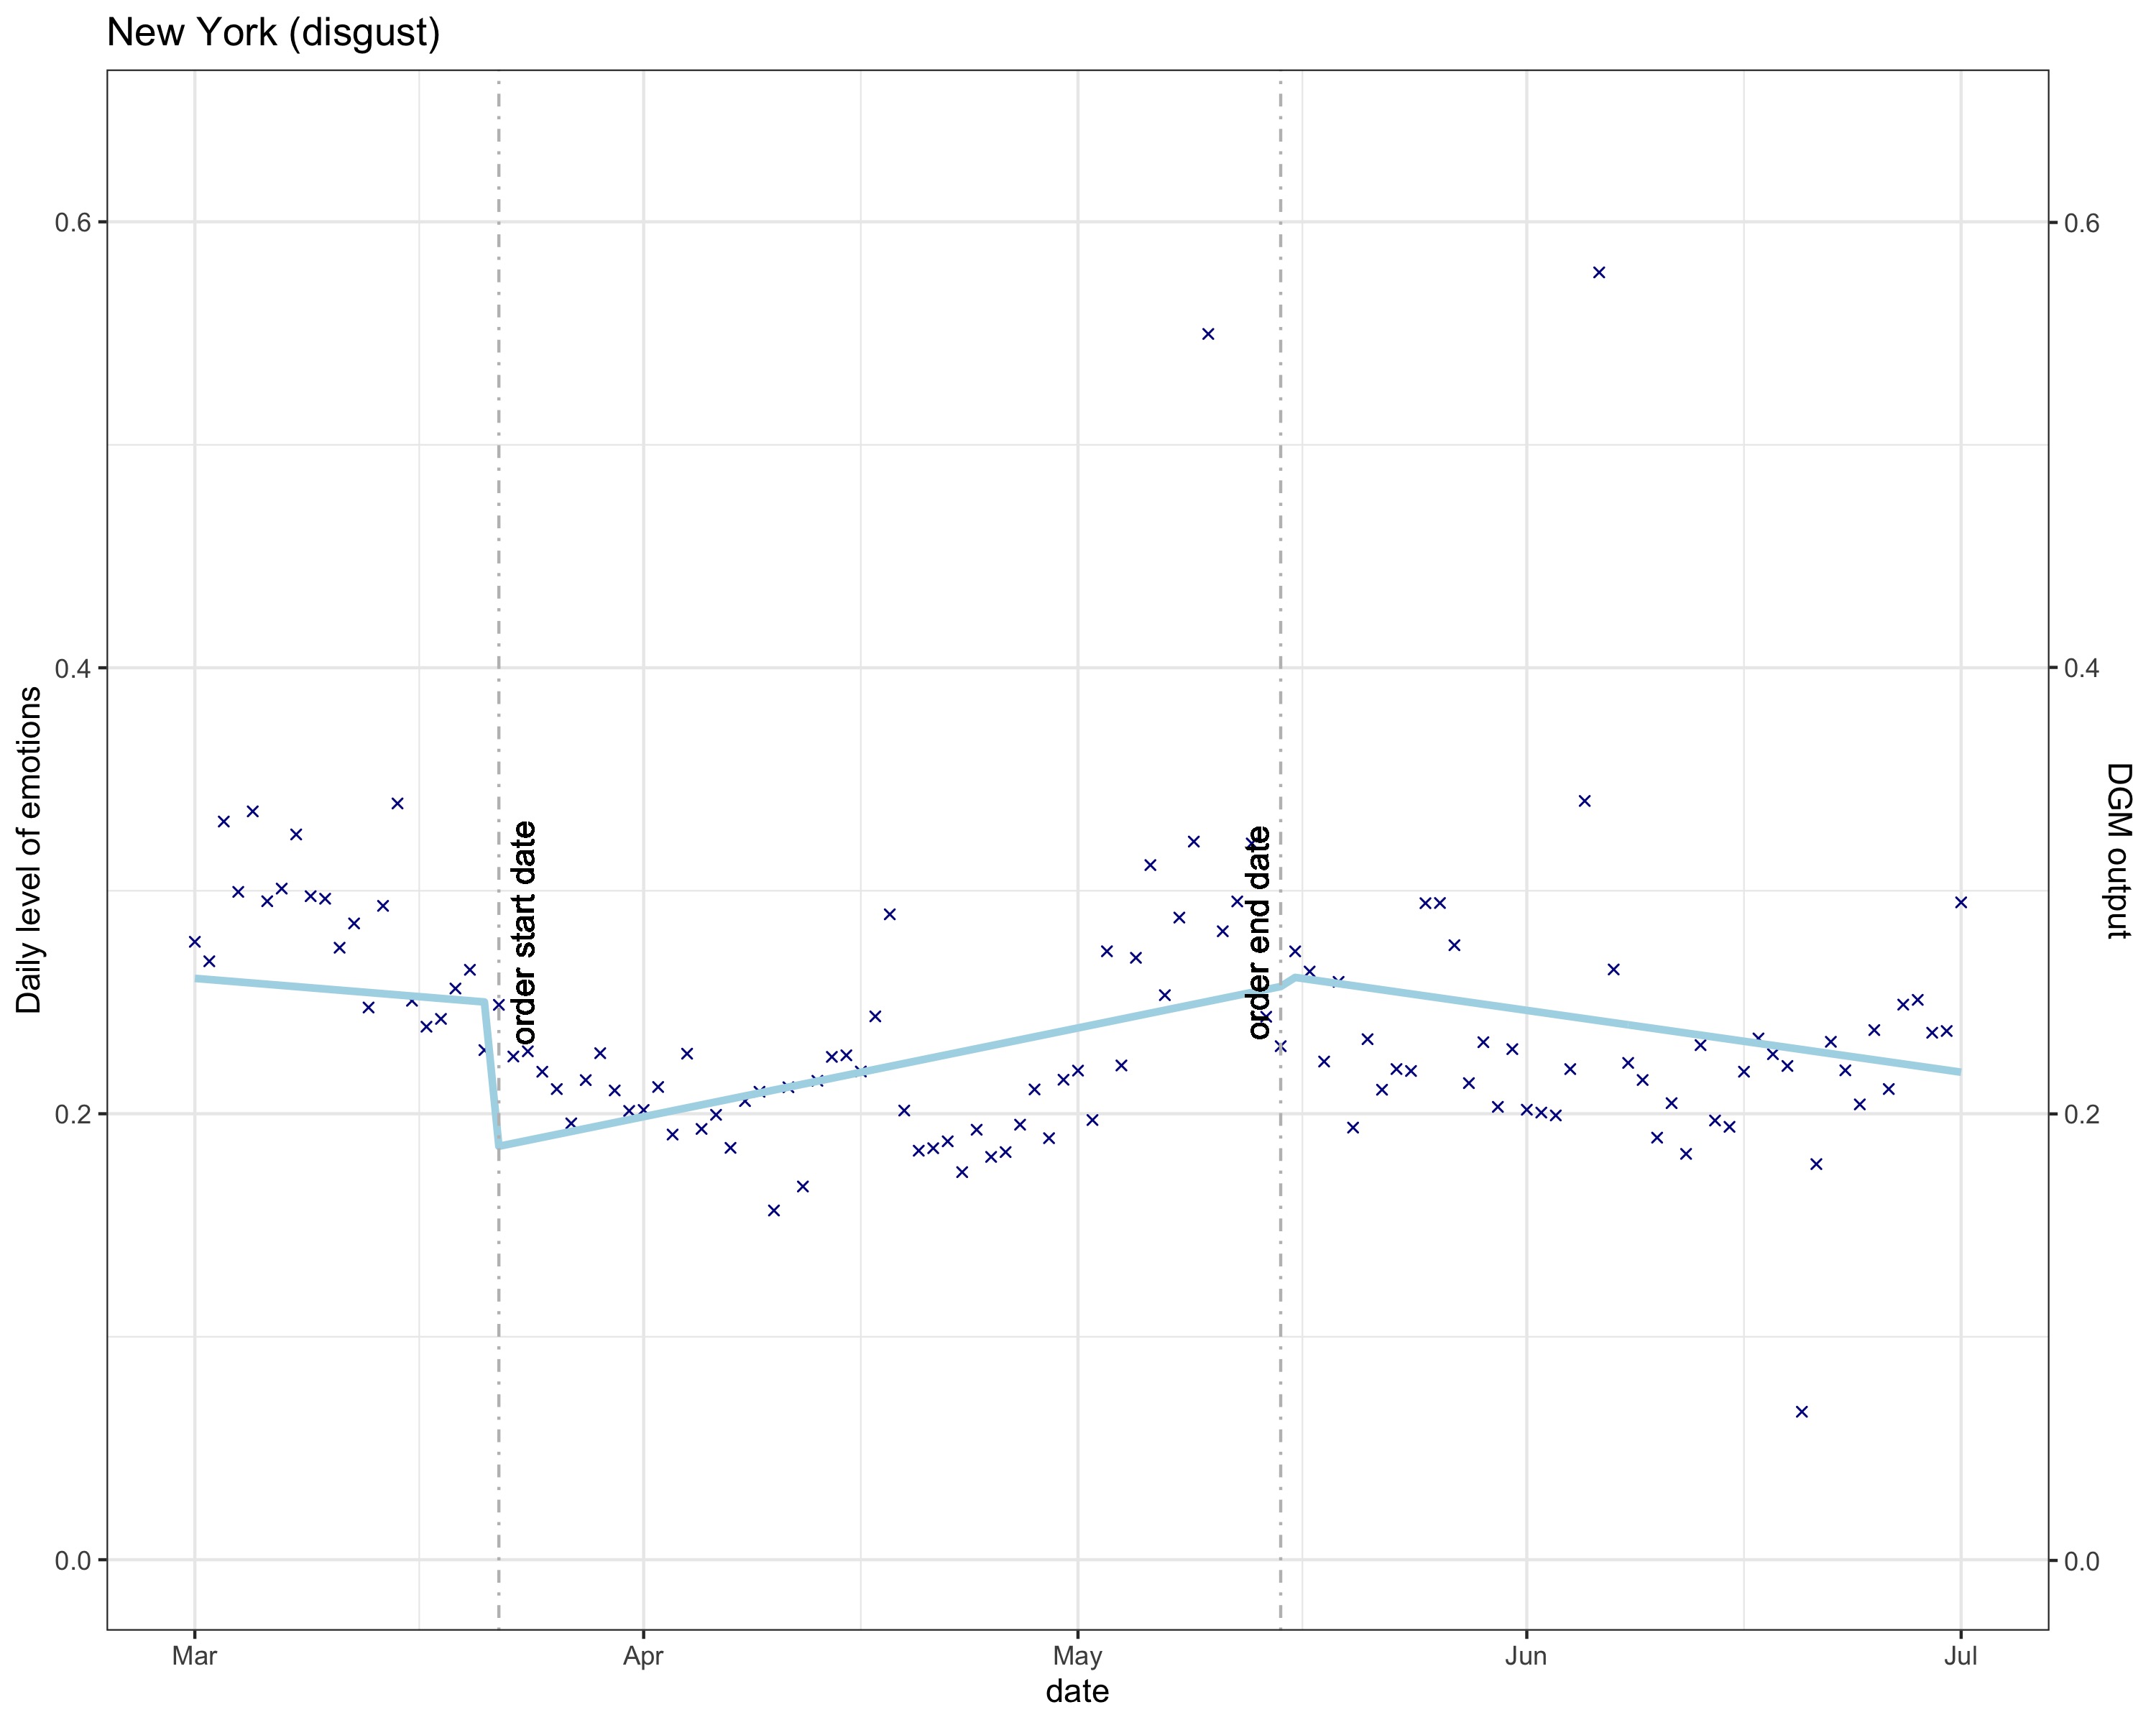 New York (disgust)
0.6
0.4
0.2
0.0
Daily level of emotions
order start date
order end date
0.6
0.4
0.2
0.0
DGM output
Mar
Apr
May
Jun
Jul
date